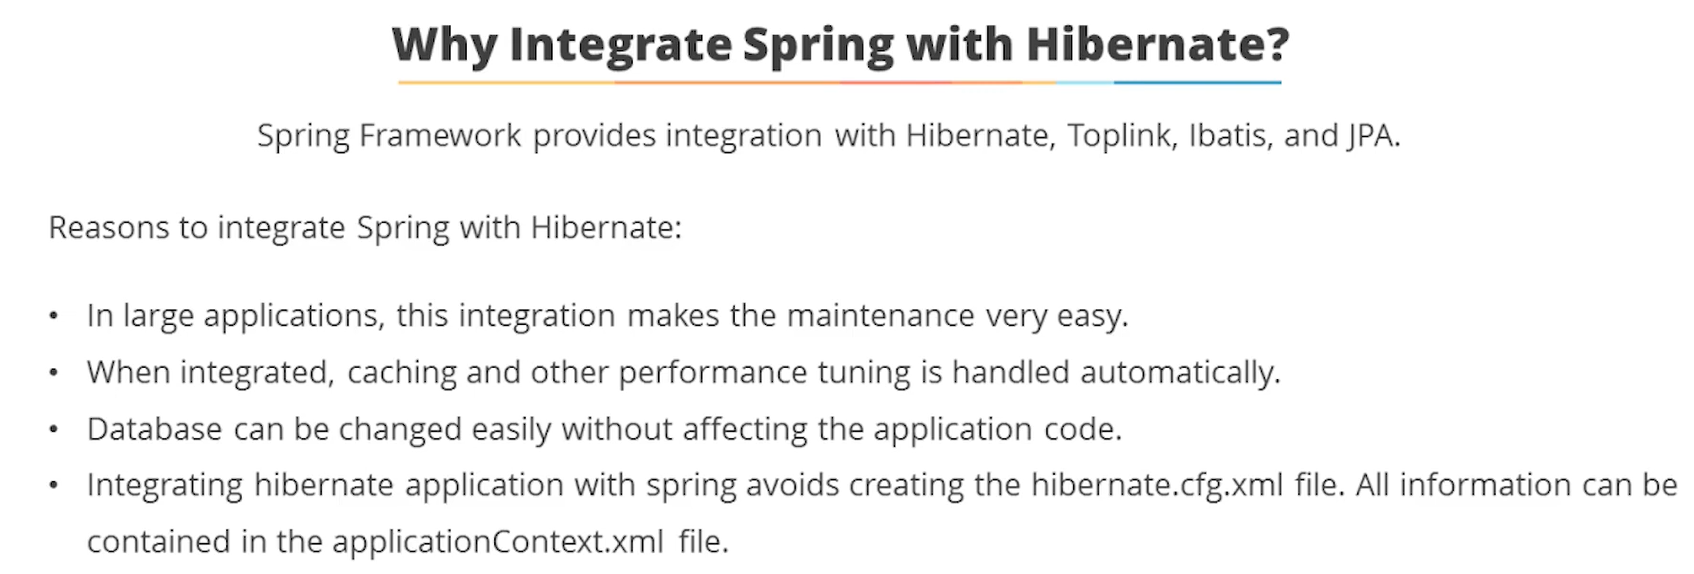 Why Integrate Spring with Hibernate?
Spring Framework provides integration with Hibernate, Toplink, Ibatis, and JPA.
Reasons to integrate Spring with Hibernate:
• In large applications, this integration makes the maintenance very easy.
• When integrated, caching and other performance tuning is handled automatically.
• Database can be changed easily without affecting the application code.
• Integrating hibernate application with spring avoids creating the hibernate.cfg.xml file. All information can be
contained in the applicationContext.xml file.